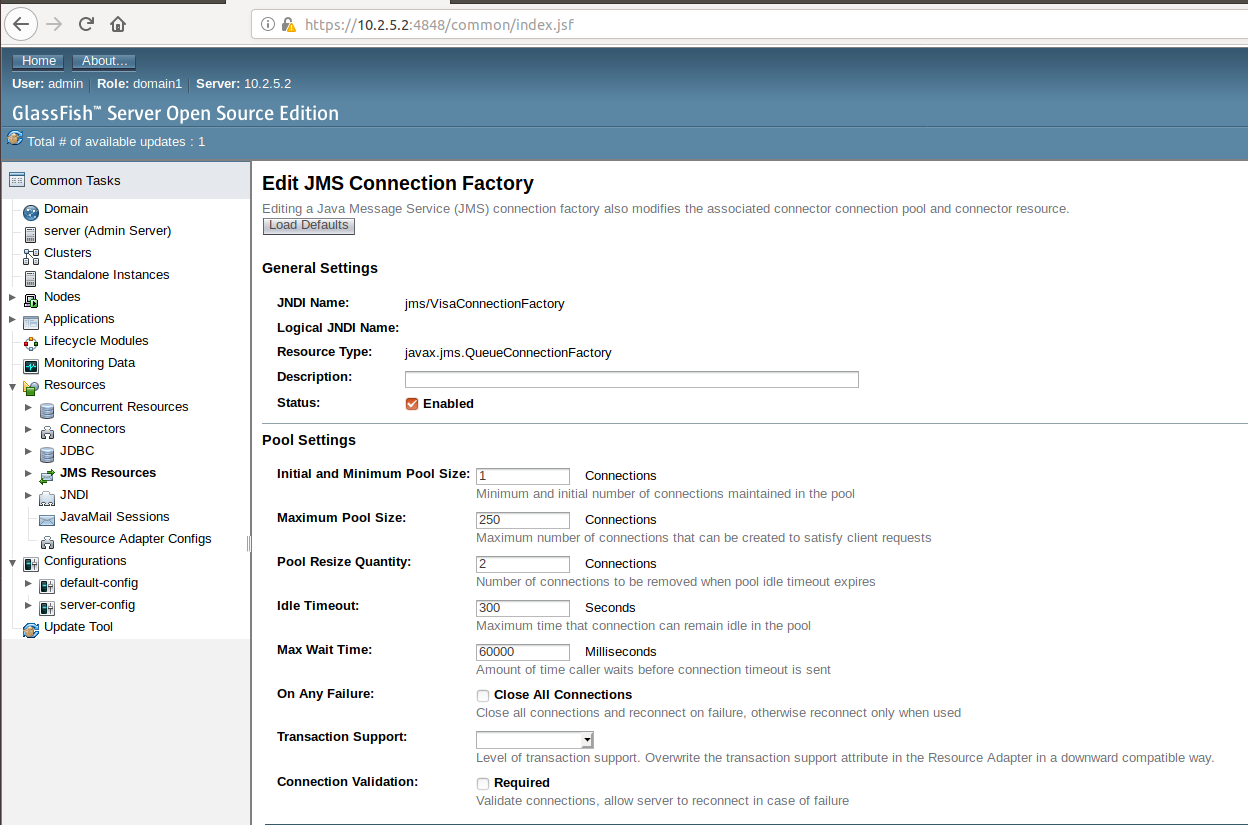 https://10.2.5.2:4848/common/index.jsf
Home About...
User: admin Role: domain1 Server: 10.2.5.2
GlassFish™ Server Open Source Edition
Total # of available updates : 1
Common Tasks
Domain
server (Admin Server)
Clusters
Standalone Instances
Nodes
Applications
Lifecycle Modules
Monitoring Data
Resources
Concurrent Resources
Connectors
JDBC
JMS Resources
JNDI
JavaMail Sessions
Resource Adapter Configs
Configurations
default-config
server-config
Update Tool
Edit JMS Connection Factory
Editing a Java Message Service (JMS) connection factory also modifies the associated connector connection pool and connector resource.
Load Defaults
General Settings
JNDI Name: jms/VisaConnectionFactory
Logical JNDI Name:
Resource Type: javax.jms.QueueConnectionFactory
Description:
Status: Enabled
Pool Settings
Initial and Minimum Pool Size: 1 Connections
Minimum and initial number of connections maintained in the pool
Maximum Pool Size: 250 Connections
Maximum number of connections that can be created to satisfy client requests
Pool Resize Quantity: 2 Connections
Number of connections to be removed when pool idle timeout expires
Idle Timeout: 300 Seconds
Maximum time that connection can remain idle in the pool
Max Wait Time: 60000 Milliseconds
Amount of time caller waits before connection timeout is sent
On Any Failure: Close All Connections
Close all connections and reconnect on failure, otherwise reconnect only when used
Transaction Support:
Level of transaction support. Overwrite the transaction support attribute in the Resource Adapter in a downward compatible way.
Connection Validation: Required
Validate connections, allow server to reconnect in case of failure